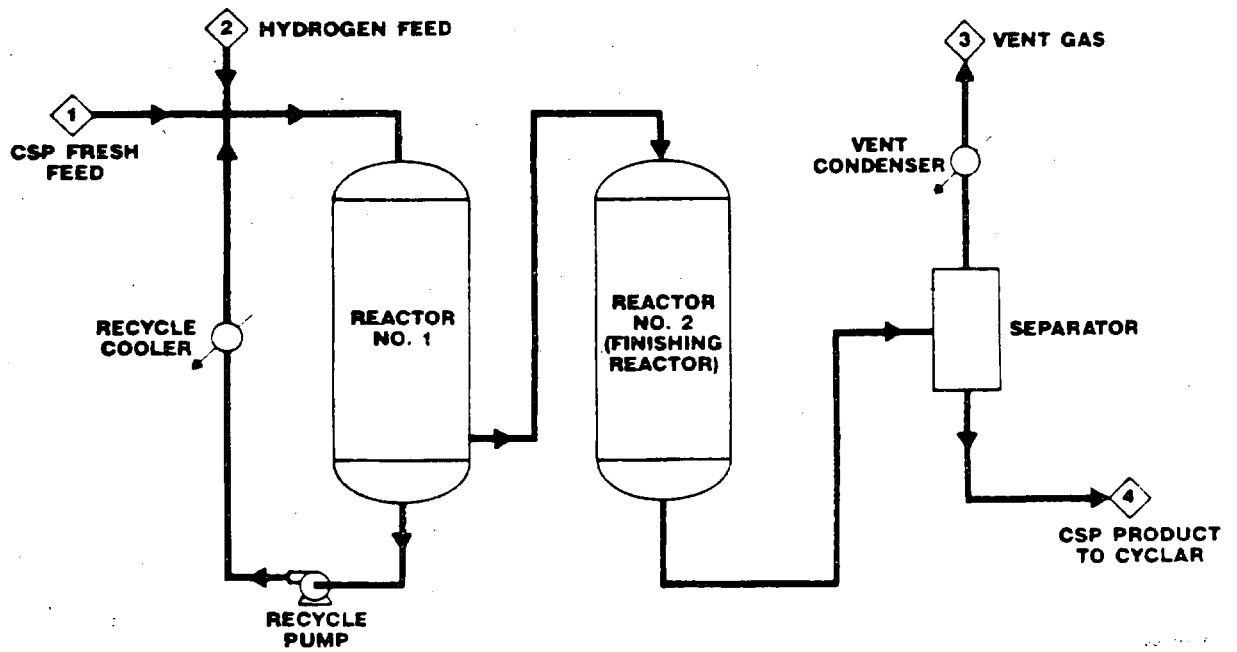 2
HYDROGEN FEED
3
VENT GAS
1
CSP FRESH
FEED
VENT
CONDENSER
RECYCLE
COOLER
REACTOR
NO. 1
REACTOR
NO. 2
(FINISHING
REACTOR)
SEPARATOR
4
CSP PRODUCT
TO CYCLAR
RECYCLE
PUMP